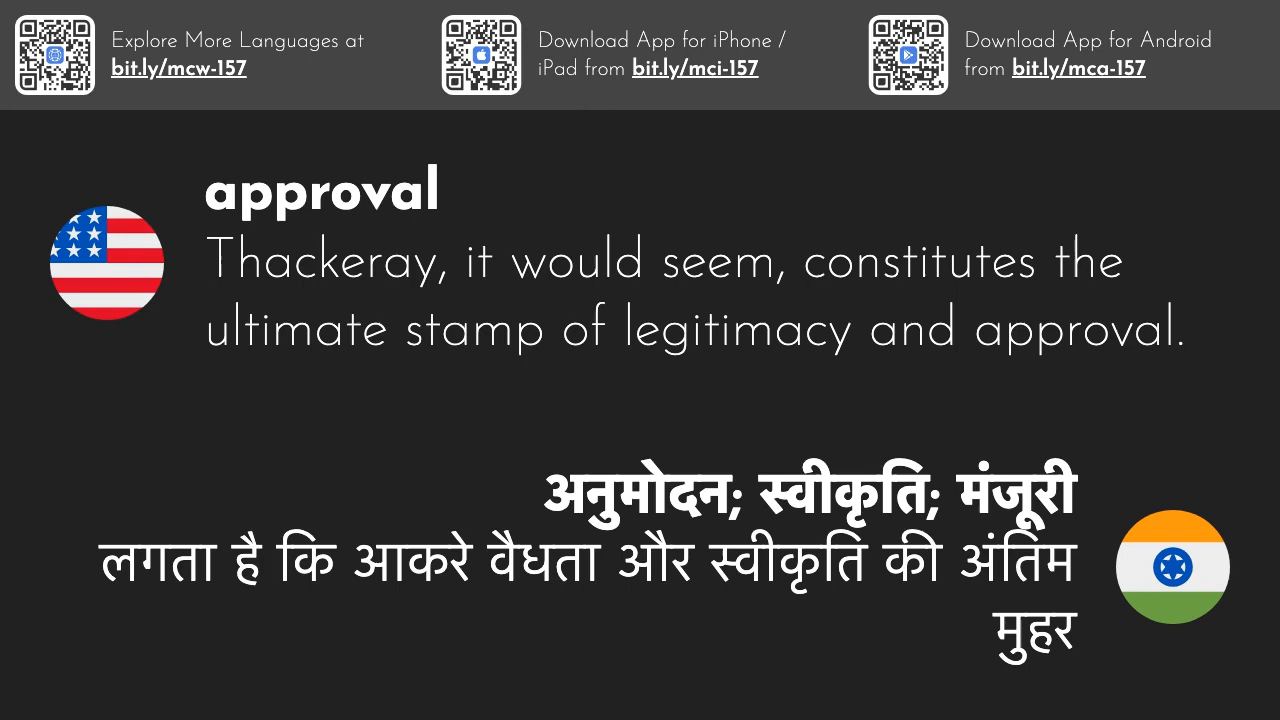 Explore More Languages at
bit.ly/mcw-157
Download App for iPhone /
iPad from bit.ly/mci-157
Download App for Android
from bit.ly/mca-157
approval
Thackeray, it would seem, constitutes the
ultimate stamp of legitimacy and approval.
अनुमोदन; स्वीकृति; मंजूरी
लगता है कि आकरे वैधता और स्वीकृति की अंतिम
मुहर